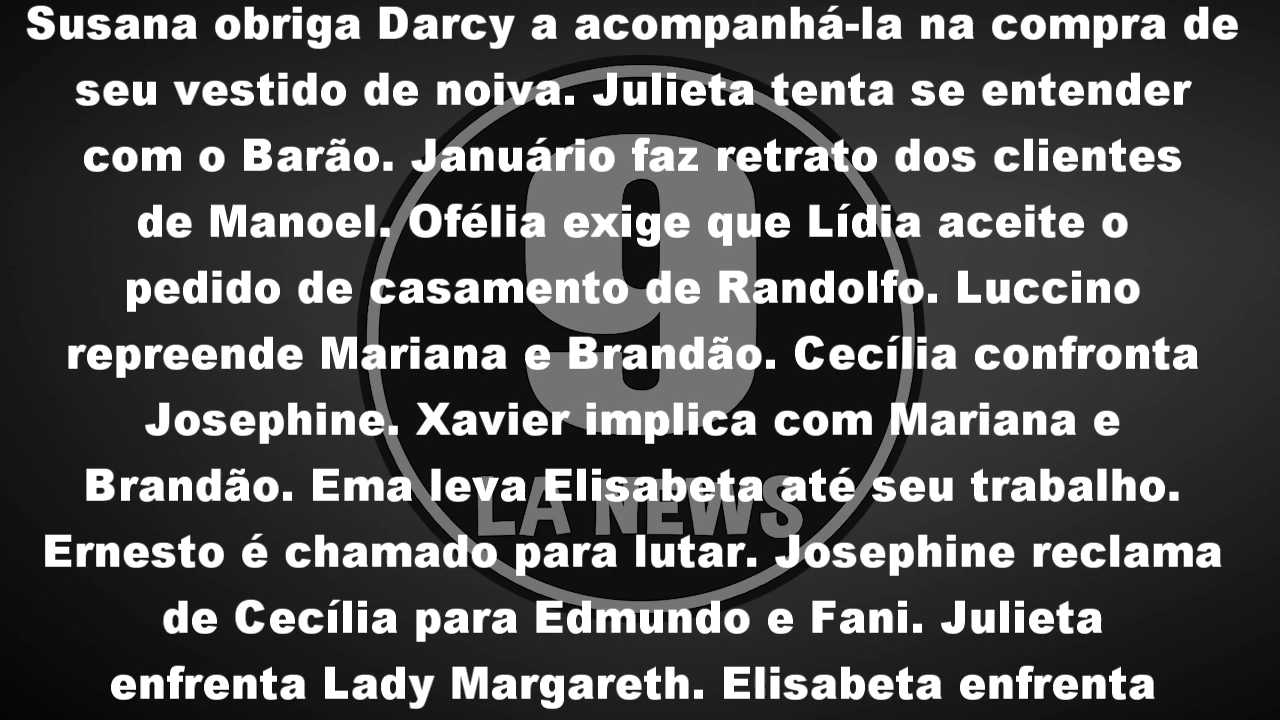 Susana obriga Darcy a acompanhá-la na compra de
seu vestido de noiva. Julieta tenta se entender
com o Barão. Januário faz retrato dos clientes
de Manoel. Ofélia exige que Lídia aceite o
pedido de casamento de Randolfo. Luccino
repreende Mariana e Brandão. Cecília confronta
Josephine. Xavier implica com Mariana e
Brandão. Ema leva Elisabeta até seu trabalho.
Ernesto é chamado para lutar. Josephine reclama
de Cecília para Edmundo e Fani. Julieta
enfrenta Lady Margareth. Elisabeta enfrenta
9
LA NEWS